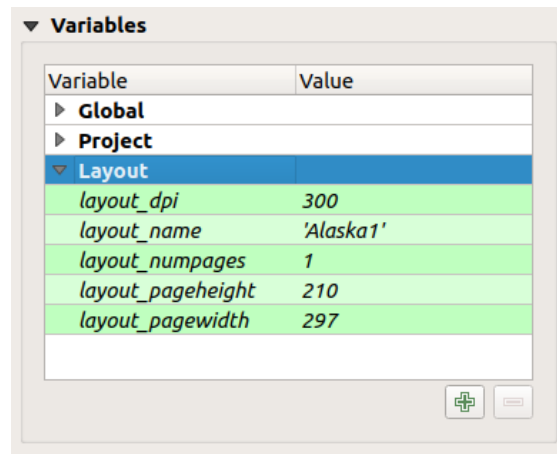 Variables
Variable Value
Global
Project
Layout
layout_dpi 300
layout_name 'Alaska1'
layout_numpages 1
layout_pageheight 210
layout_pagewidth 297